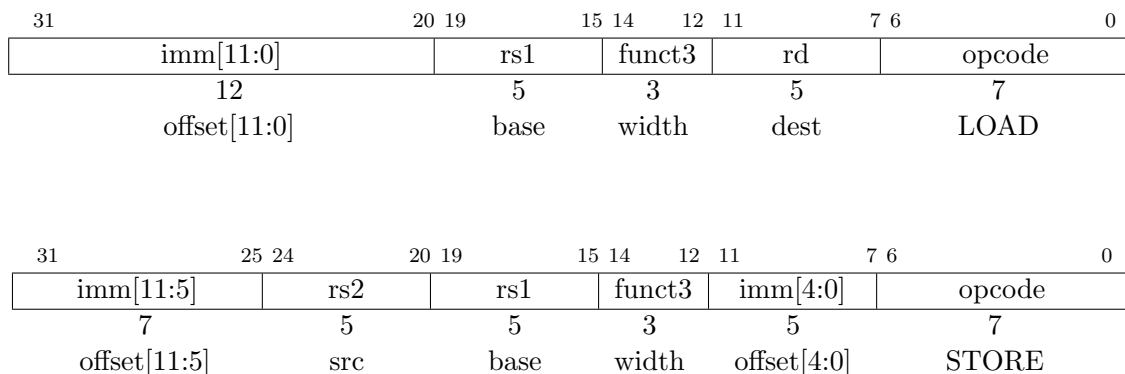 31 20 19 15 14 12 11 7 6 0
imm[11:0] rs1 funct3 rd opcode
12 5 3 5 7
offset[11:0] base width dest LOAD
31 25 24 20 19 15 14 12 11 7 6 0
imm[11:5] rs2 rs1 funct3 imm[4:0] opcode
7 5 5 3 5 7
offset[11:5] src base width offset[4:0] STORE